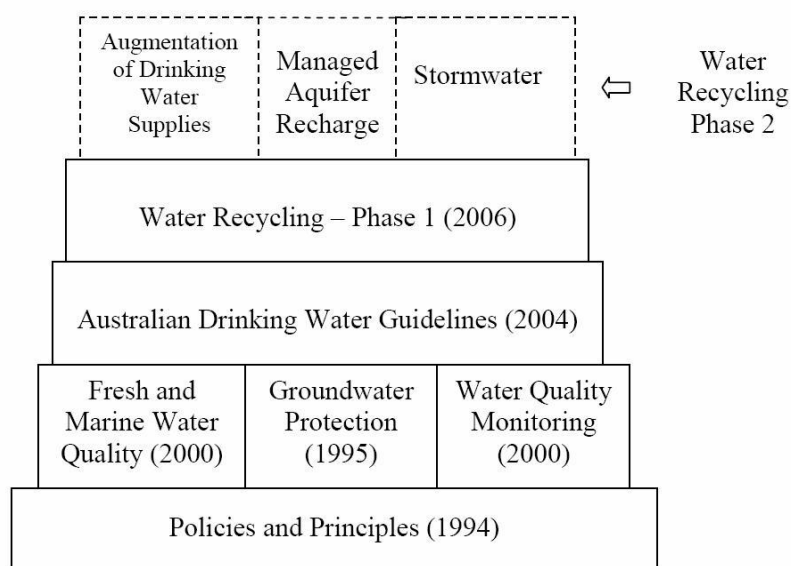 Augmentation
of Drinking
Water
Supplies
Managed
Aquifer
Recharge
Stormwater
Water
Recycling
Phase 2
Water Recycling – Phase 1 (2006)
Australian Drinking Water Guidelines (2004)
Fresh and
Marine Water
Quality (2000)
Groundwater
Protection
(1995)
Water Quality
Monitoring
(2000)
Policies and Principles (1994)